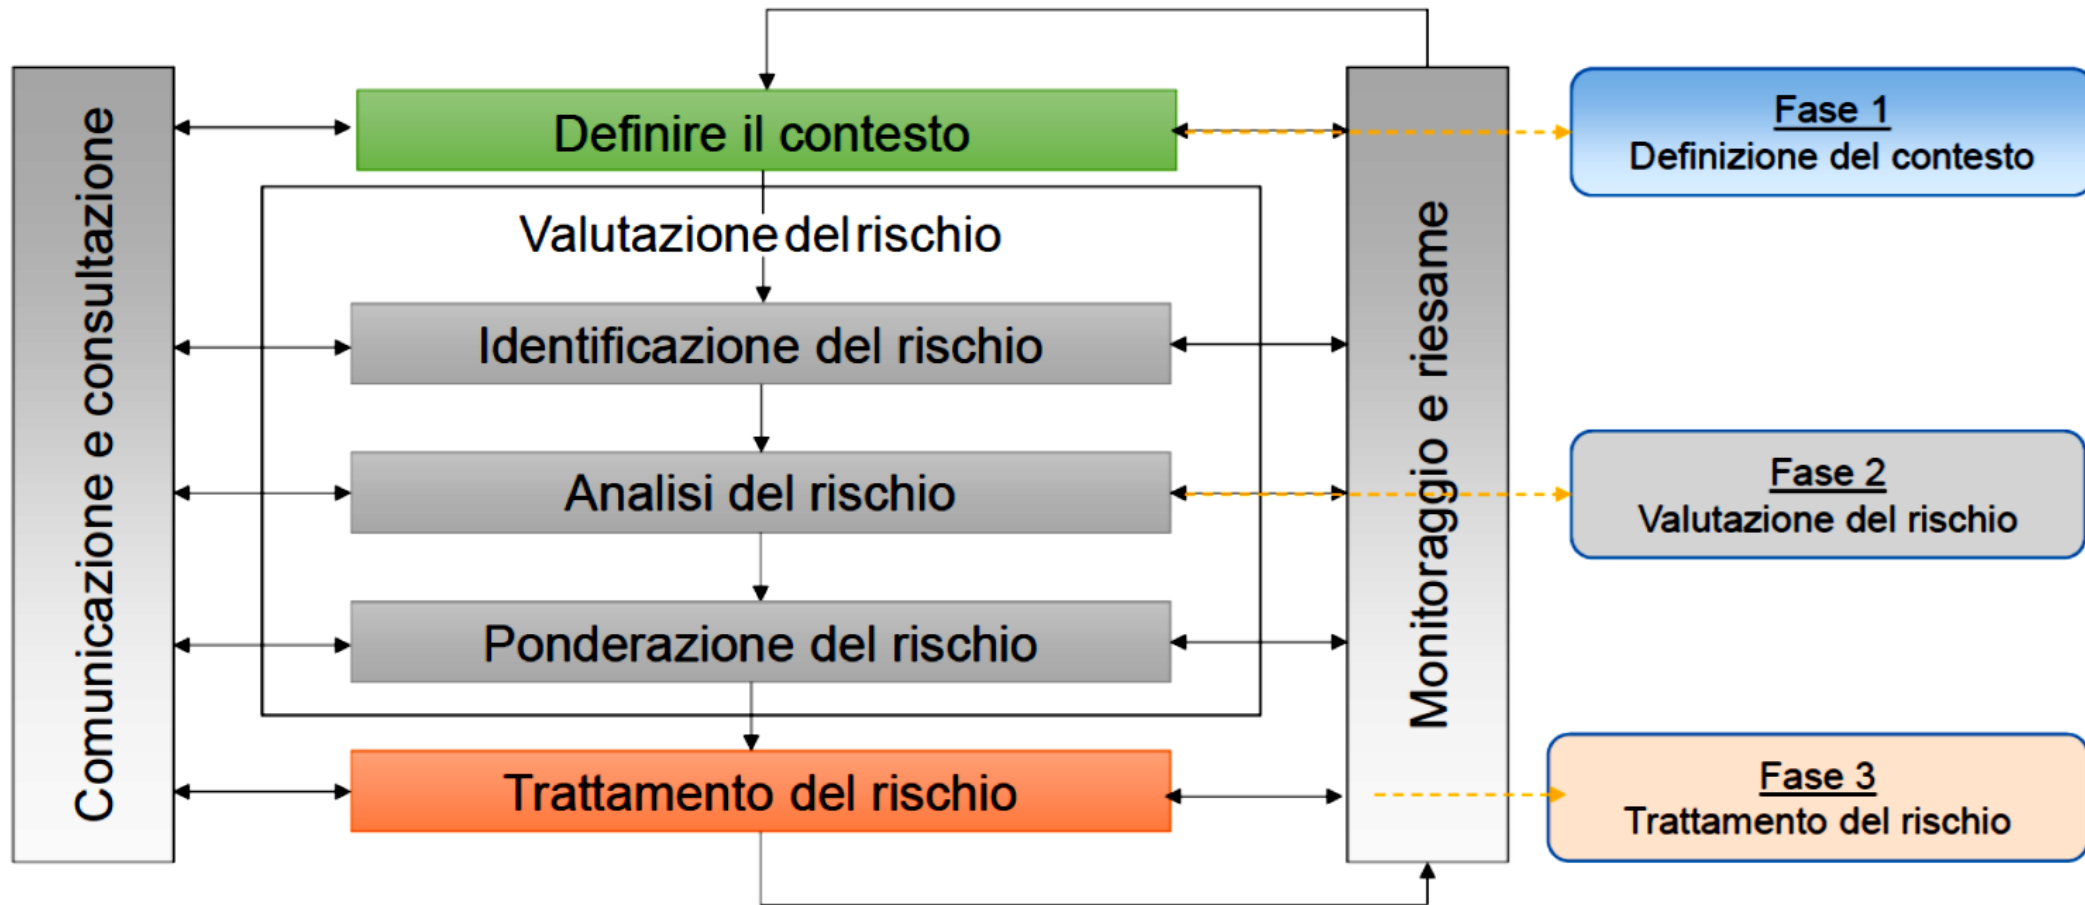 Comunicazione e consultazione
Definire il contesto
Valutazione del rischio
Identificazione del rischio
Analisi del rischio
Ponderazione del rischio
Trattamento del rischio
Monitoraggio e riesame
Fase 1
Definizione del contesto
Fase 2
Valutazione del rischio
Fase 3
Trattamento del rischio